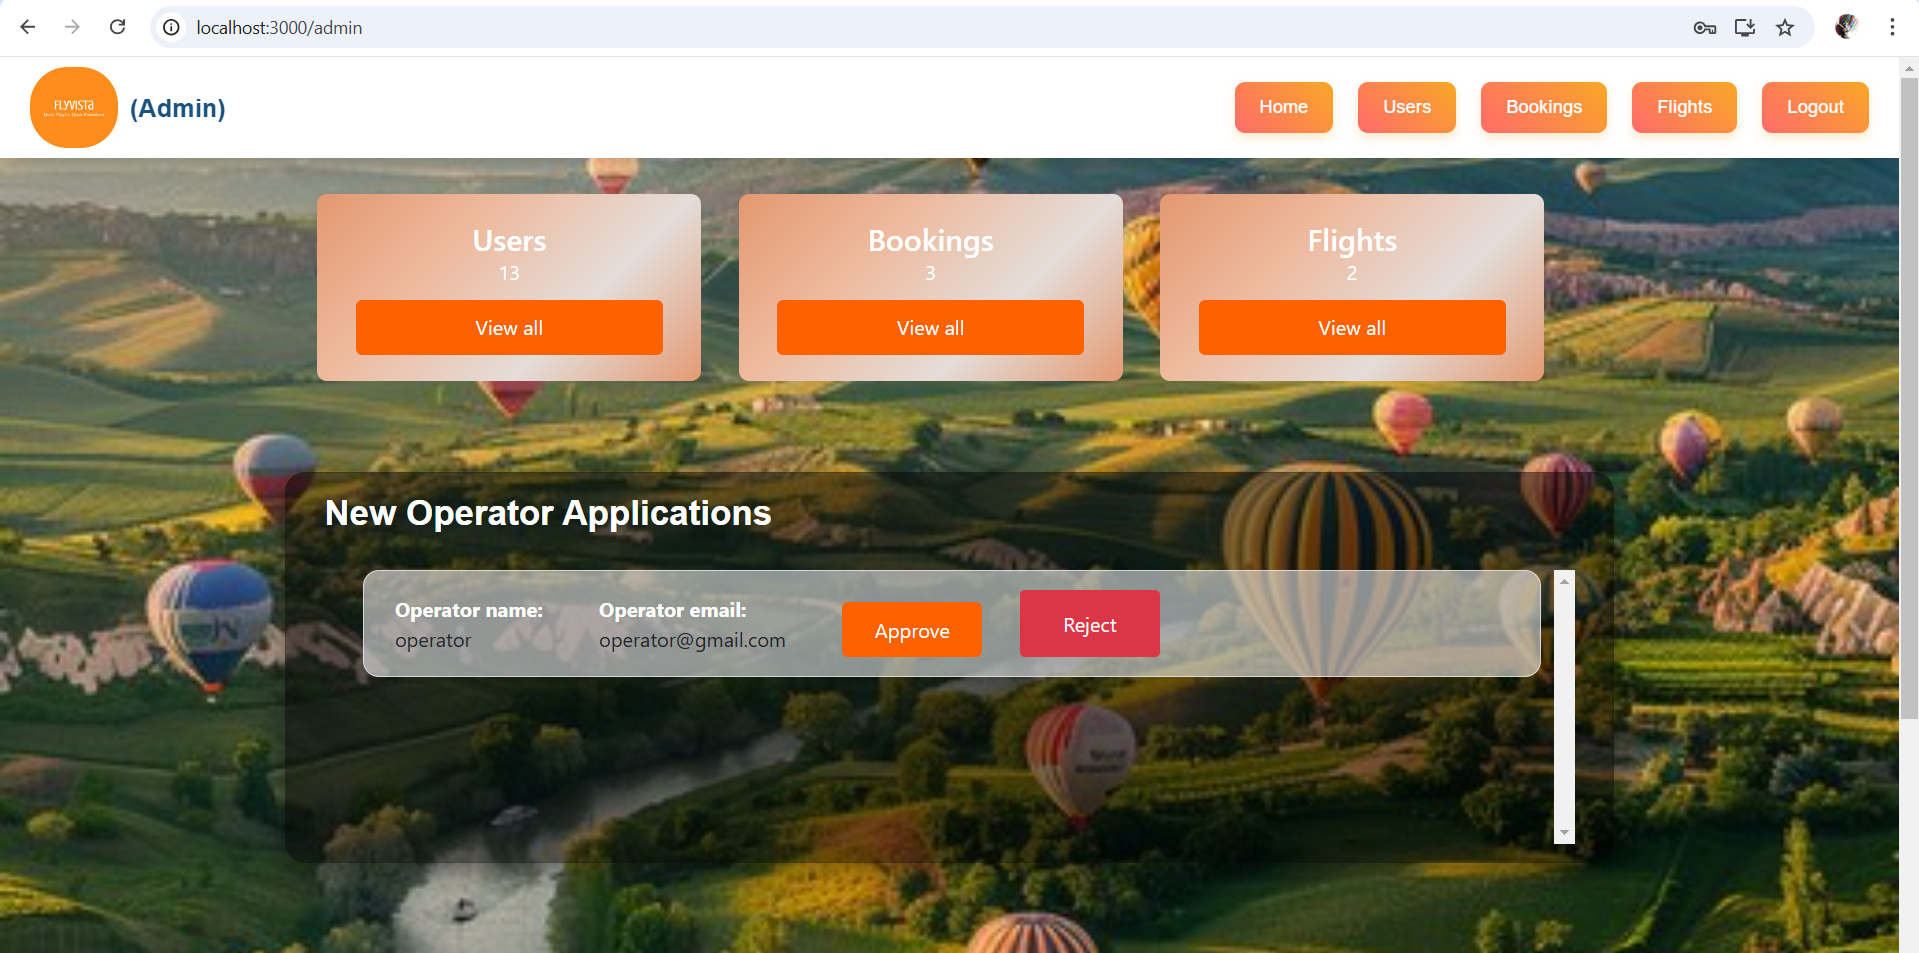 localhost:3000/admin
FLYVISTA
(Admin)
Home
Users
Bookings
Flights
Logout
Users
13
View all
Bookings
3
View all
Flights
2
View all
New Operator Applications
Operator name:
operator
Operator email:
operator@gmail.com
Approve
Reject